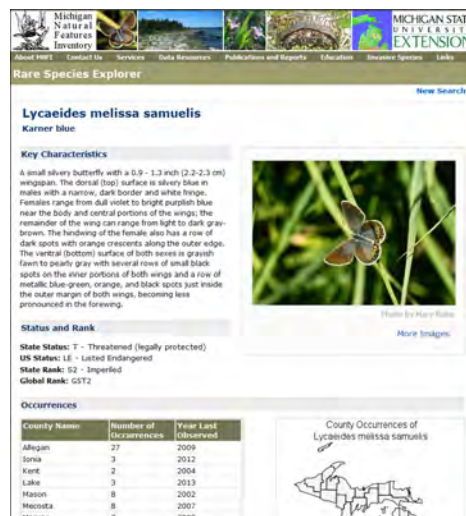 Michigan
Natural
Features
Inventory
MICHIGAN STAT
UNIVERSIT
EXTENSION
About MNFI Contact Us Services Data Resources Publications and Reports Education Invasive Species Links
Rare Species Explorer
New Search
Lycaeides melissa samuelis
Karner blue
Key Characteristics
A small silvery butterfly with a 0.9 - 1.3 inch (2.2-2.3 cm)
wingspan. The dorsal (top) surface is silvery blue in
males with a narrow, dark border and white fringe.
Females range from dull violet to bright purplish blue
near the body and central portions of the wings; the
remainder of the wing can range from light to dark gray-
brown. The hindwing of the female also has a row of
dark spots with orange crescents along the outer edge.
The ventral (bottom) surface of both sexes is grayish
fawn to pearly gray with several rows of small black
spots on the inner portions of both wings and a row of
metallic blue-green, orange, and black spots just inside
the outer margin of both wings, becoming less
pronounced in the forewing.
Photo by Mary Rabe
More Images
Status and Rank
State Status: T - Threatened (legally protected)
US Status: LE - Listed Endangered
State Rank: S2 - Imperiled
Global Rank: G5T2
Occurrences
County Name Number of Occurrences Year Last Observed
Allegan 27 2009
Ionia 3 2012
Kent 2 2004
Lake 3 2013
Mason 8 2002
Mecosta 8 2007
County Occurrences of
Lycaeides melissa samuelis